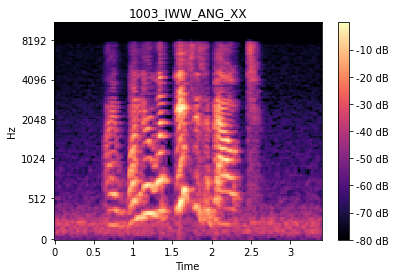 1003_IWW_ANG_XX
8192
4096
2048
1024
512
0
Hz
0 0.5 1 1.5 2 2.5 3
Time
-10 dB
-20 dB
-30 dB
-40 dB
-50 dB
-60 dB
-70 dB
-80 dB